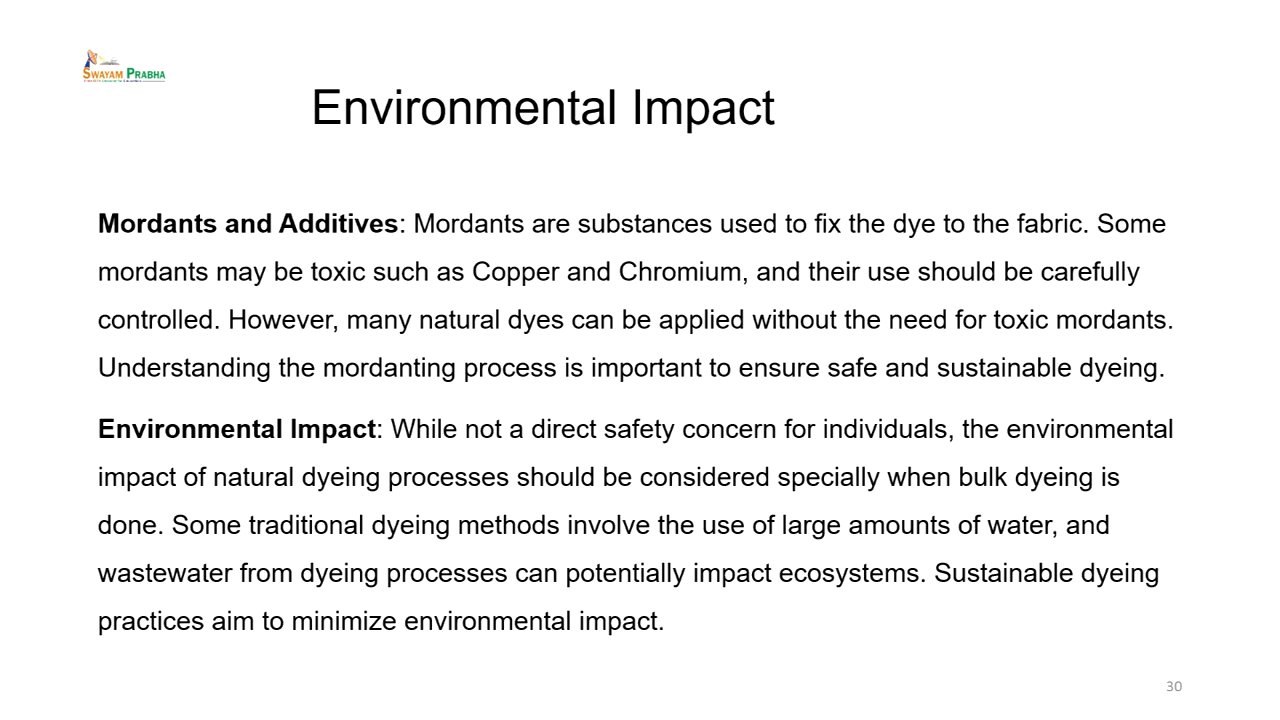 SWAYAM PRABHA
Environmental Impact
Mordants and Additives: Mordants are substances used to fix the dye to the fabric. Some
mordants may be toxic such as Copper and Chromium, and their use should be carefully
controlled. However, many natural dyes can be applied without the need for toxic mordants.
Understanding the mordanting process is important to ensure safe and sustainable dyeing.
Environmental Impact: While not a direct safety concern for individuals, the environmental
impact of natural dyeing processes should be considered specially when bulk dyeing is
done. Some traditional dyeing methods involve the use of large amounts of water, and
wastewater from dyeing processes can potentially impact ecosystems. Sustainable dyeing
practices aim to minimize environmental impact.
30